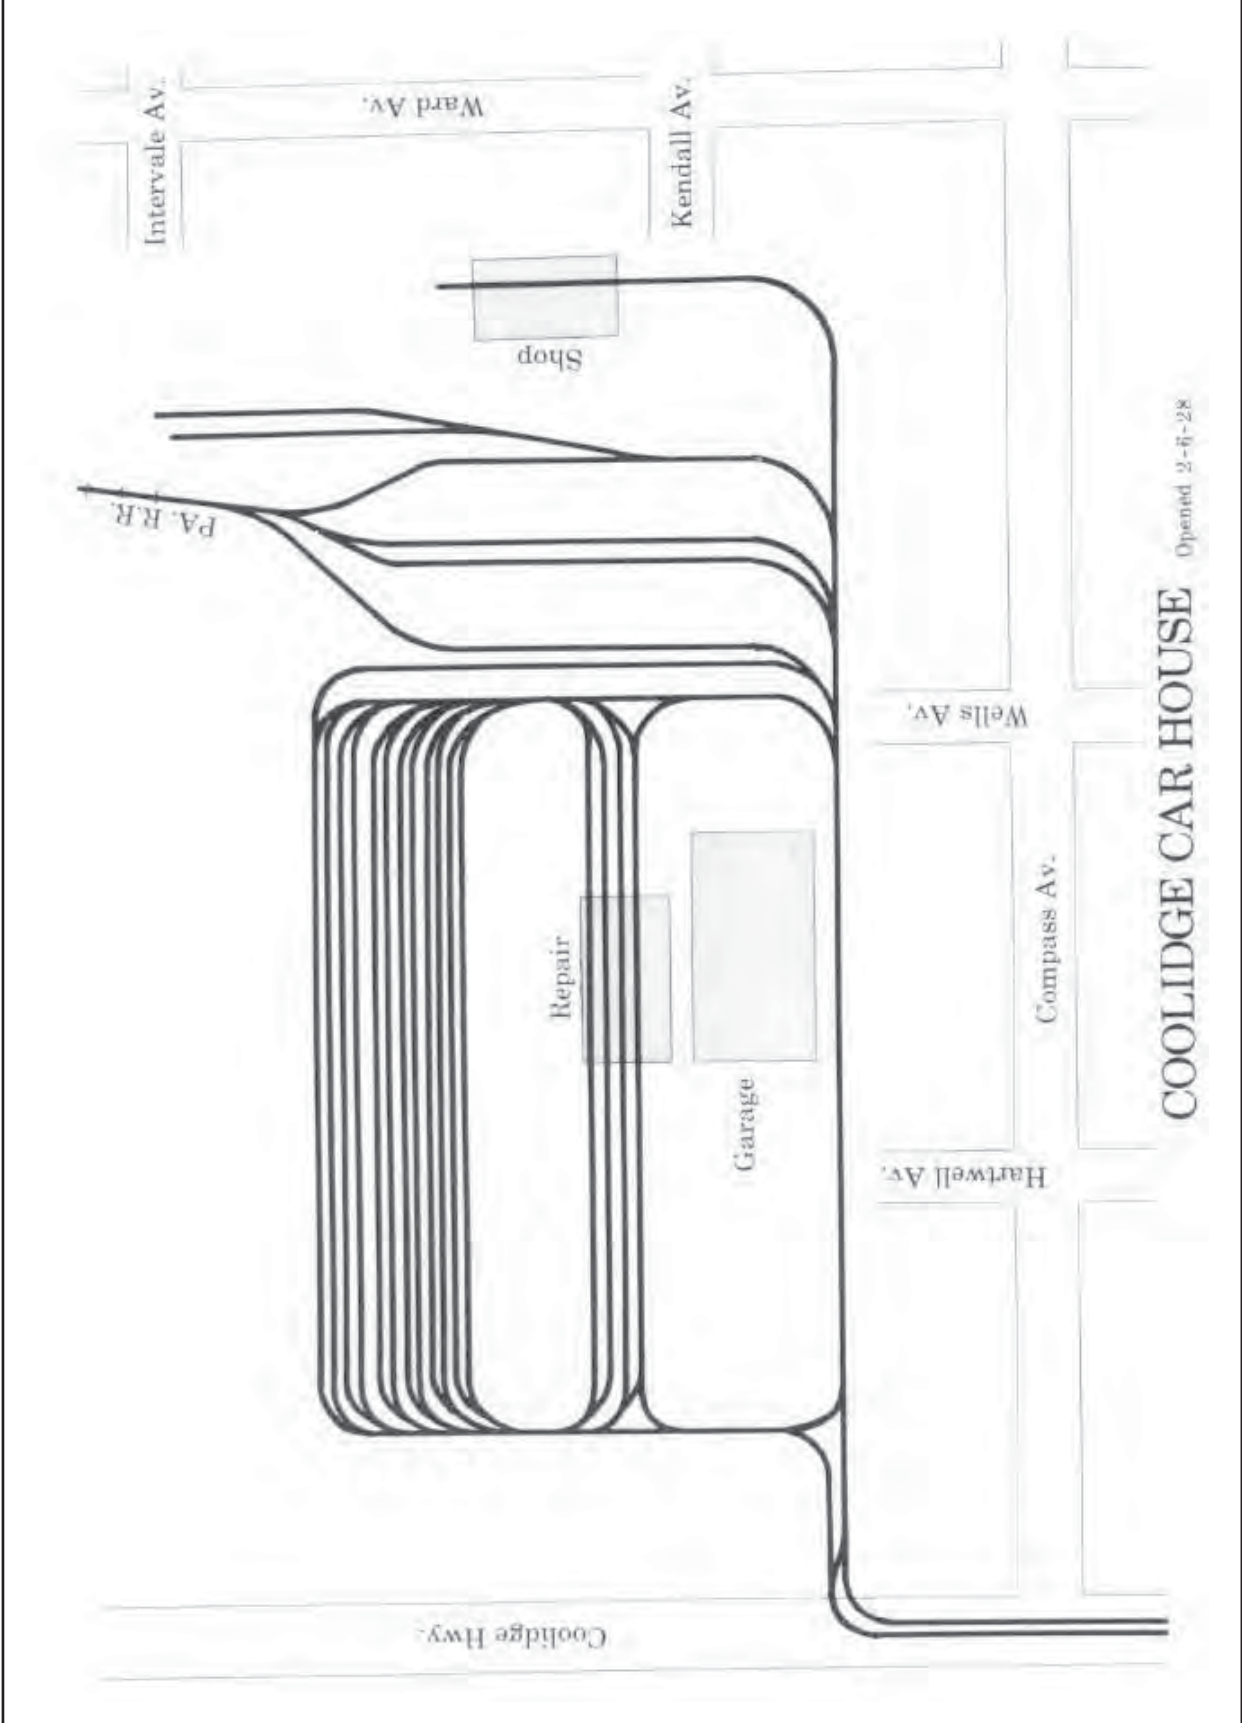 Intervale Av.
Ward Av.
Kendall Av.
Shop
PA. R.R.
Wells Av.
Repair
Garage
Compass Av.
Hartwell Av.
Coolidge Hwy.
COOLIDGE CAR HOUSE Opened 2-6-28